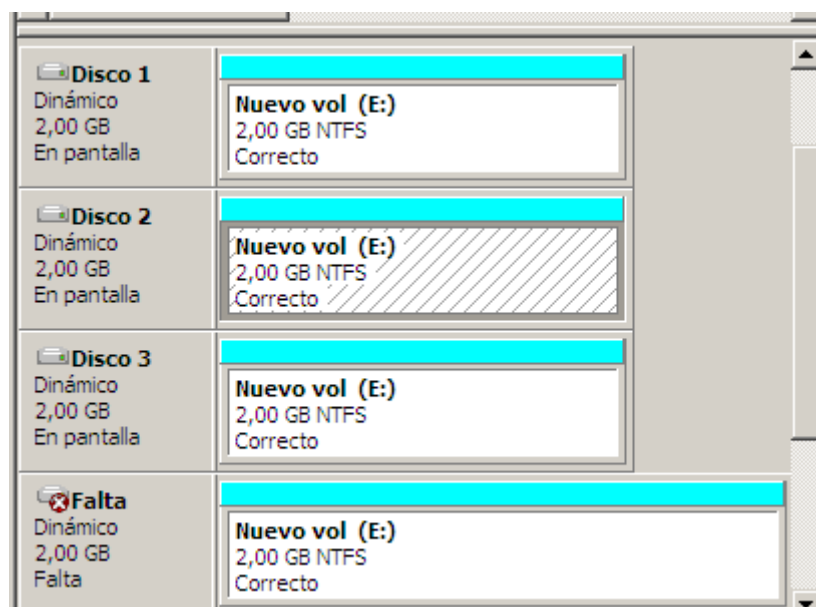 Disco 1
Dinámico
2,00 GB
En pantalla
Nuevo vol (E:)
2,00 GB NTFS
Correcto
Disco 2
Dinámico
2,00 GB
En pantalla
Nuevo vol (E:)
2,00 GB NTFS
Correcto
Disco 3
Dinámico
2,00 GB
En pantalla
Nuevo vol (E:)
2,00 GB NTFS
Correcto
Falta
Dinámico
2,00 GB
Falta
Nuevo vol (E:)
2,00 GB NTFS
Correcto